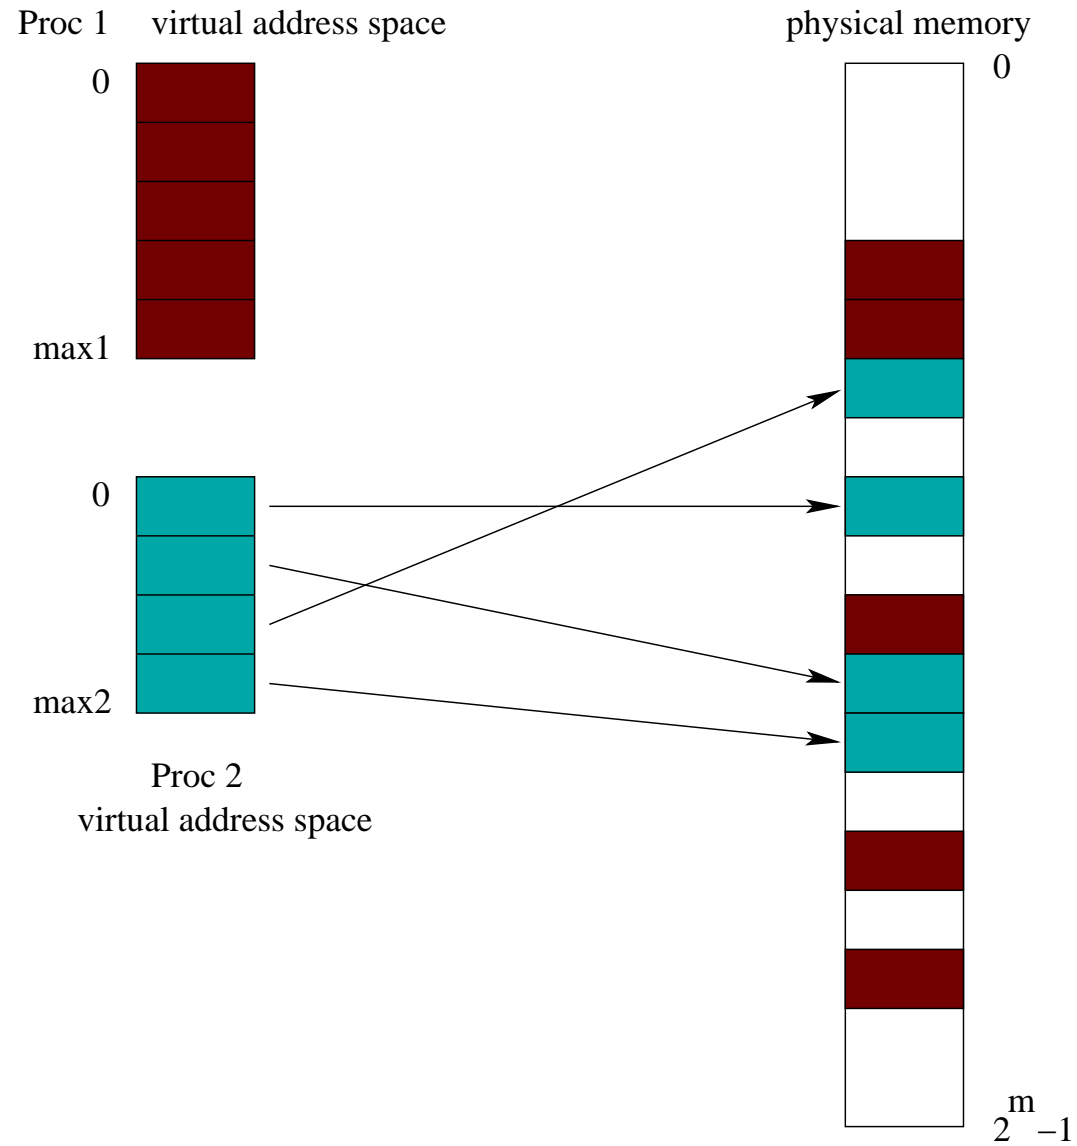 Proc 1 virtual address space
physical memory
0
0
max1
0
max2
Proc 2
virtual address space
2^m −1